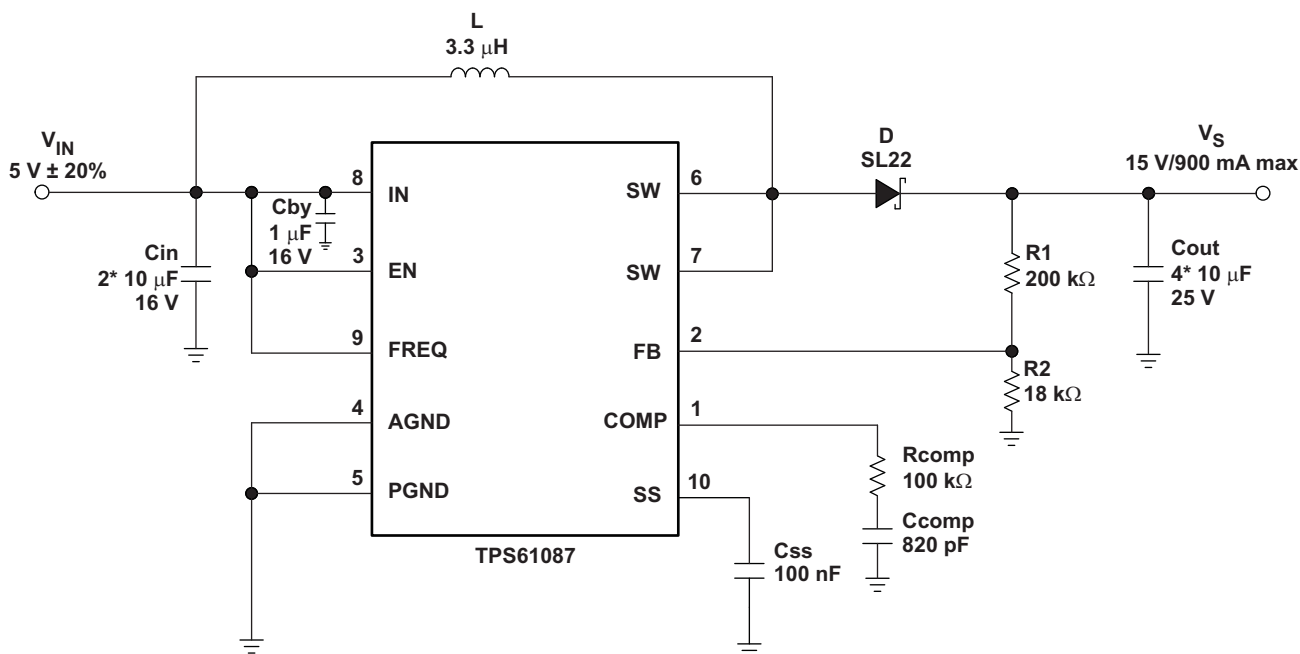 L
3.3 μH
VIN
5 V ± 20%
D
SL22
VS
15 V/900 mA max
8
IN
SW
6
Cby
1 μF
16 V
Cin
2* 10 μF
16 V
3
EN
SW
7
R1
200 kΩ
Cout
4* 10 μF
25 V
9
FREQ
FB
2
R2
18 kΩ
4
AGND
COMP
1
Rcomp
100 kΩ
5
PGND
SS
10
Ccomp
820 pF
TPS61087
Css
100 nF